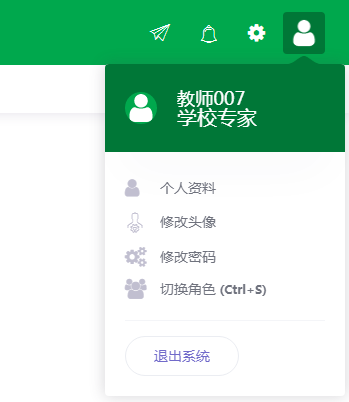 教师007
学校专家
个人资料
修改头像
修改密码
切换角色 (Ctrl+S)
退出系统